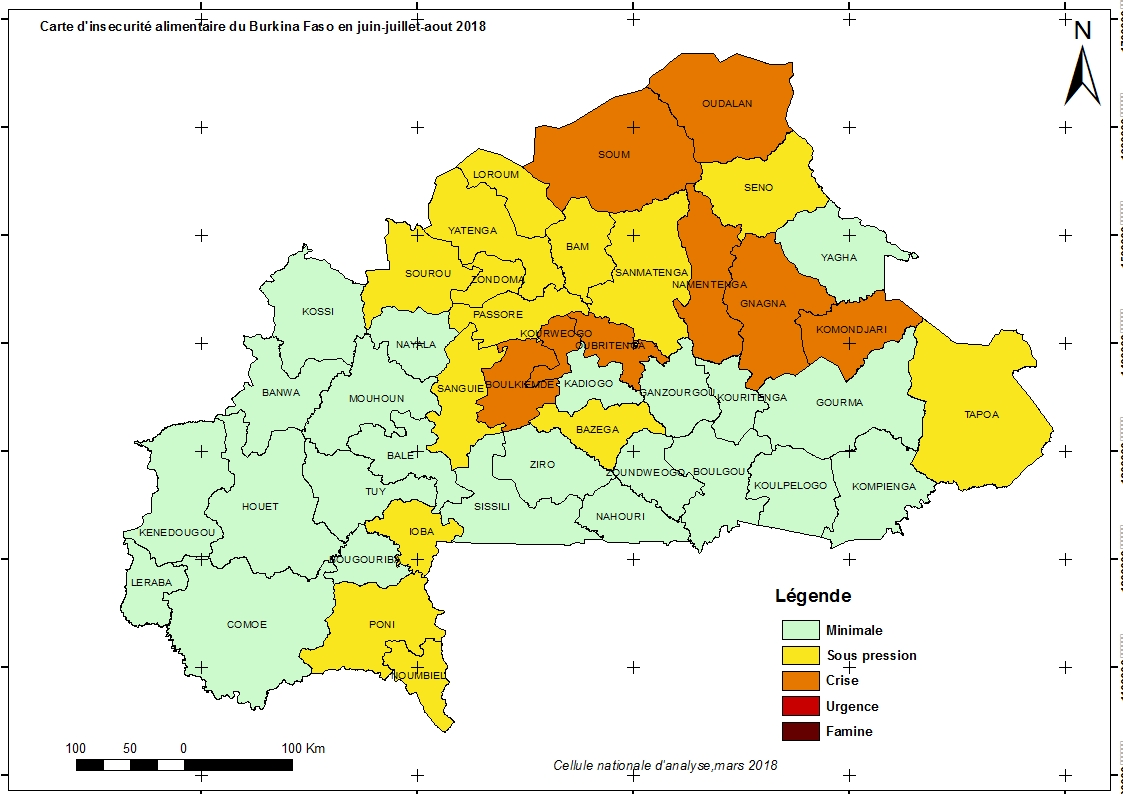 Carte d'insecurité alimentaire du Burkina Faso en juin-juillet-aout 2018
N
OUDALAN
SOUM
LOROUM
SENO
YATENGA
BAM
YAGHA
SOUROU
ZONDOMA
SANMATENGA
NAMENTENGA
GNAGNA
KOSSI
PASSORE
KOMONDJARI
KOURWEOGO
NAYALA
OUBRITENGA
SANGUIE
BOULKIEMDE
KADIOGO
BANWA
MOUHOUN
GANZOURGOU
KOURITENGA
GOURMA
TAPOA
BAZEGA
BALE
ZIRO
ZOUNDWEOGO
BOULGOU
KOULPELOGO
KOMPIENGA
TUY
HOUET
SISSILI
NAHOURI
KENEDOUGOU
IOBA
BOUGOURIBA
LERABA
COMOE
PONI
NOUMBIEL
Légende
Minimale
Sous pression
Crise
Urgence
Famine
100 50 0 100 Km
Cellule nationale d'analyse,mars 2018